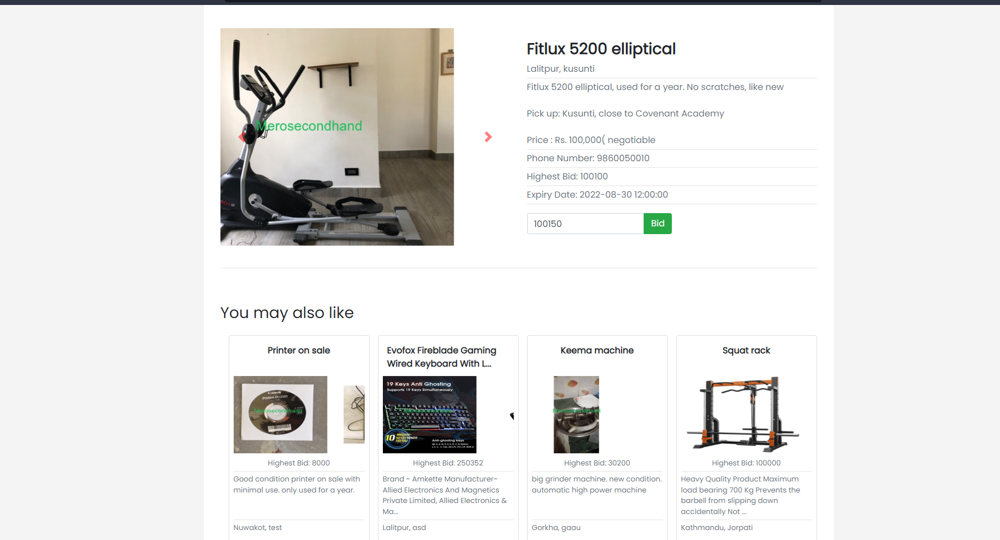 Merosecondhand
Fitlux 5200 elliptical
Lalitpur, kusunti
Fitlux 5200 elliptical, used for a year. No scratches, like new
Pick up: Kusunti, close to Covenant Academy
Price : Rs. 100,000( negotiable
Phone Number: 9860050010
Highest Bid: 100100
Expiry Date: 2022-08-30 12:00:00
100150
Bid
You may also like
Printer on sale
Canon
PIXMA MG2500
Merosecondhand
Highest Bid: 8000
Good condition printer on sale with
minimal use. only used for a year.
Nuwakot, test
Evofox Fireblade Gaming
Wired Keyboard With L...
19 Keys Anti Ghosting
Supports 19 Keys Simultaneously
Merosecondhand
10 MILLION+
KEYSTROKES
TESTED
Anti-ghosting keys
Highest Bid: 250352
Brand - Amkette Manufacturer-
Allied Electronics And Magnetics
Private Limited, Allied Electronics &
Ma...
Lalitpur, asd
Keema machine
Merosecondhand
Highest Bid: 30200
big grinder machine. new condition.
automatic high power machine
Gorkha, gaau
Squat rack
Highest Bid: 100000
Heavy Quality Product Maximum
load bearing 700 Kg Prevents the
barbell from slipping down
accidentally Not ...
Kathmandu, Jorpati